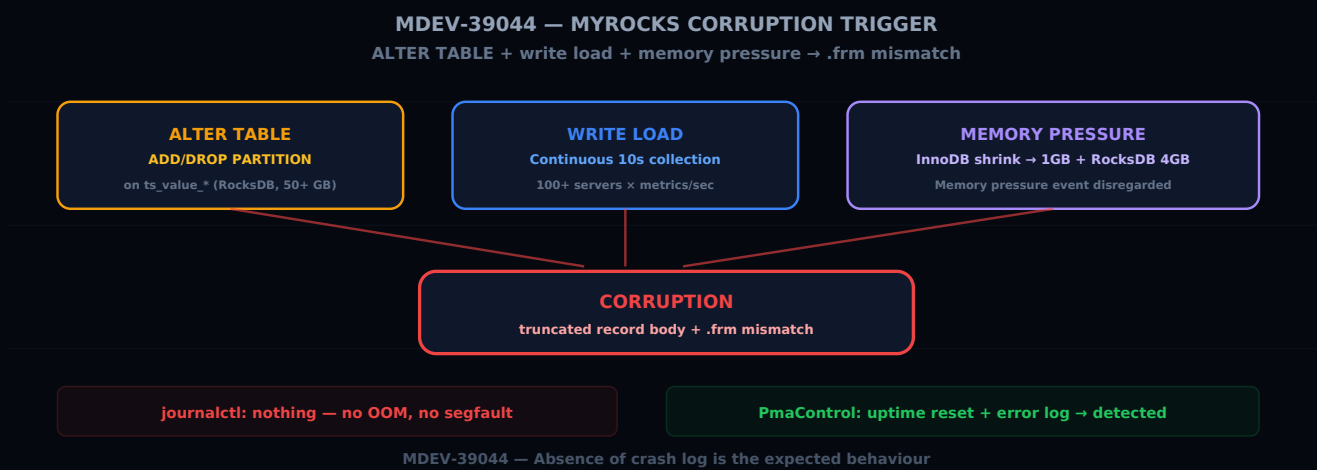 MDEV-39044 — MYROCKS CORRUPTION TRIGGER
ALTER TABLE + write load + memory pressure → .frm mismatch
ALTER TABLE
ADD/DROP PARTITION
on ts_value_* (RocksDB, 50+ GB)
WRITE LOAD
Continuous 10s collection
100+ servers × metrics/sec
MEMORY PRESSURE
InnoDB shrink → 1GB + RocksDB 4GB
Memory pressure event disregarded
CORRUPTION
truncated record body + .frm mismatch
journalctl: nothing — no OOM, no segfault
PmaControl: uptime reset + error log → detected
MDEV-39044 — Absence of crash log is the expected behaviour